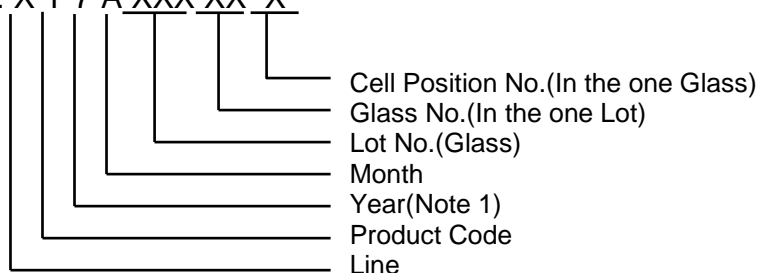 X 1 7 A XXX XX X
Cell Position No.(In the one Glass)
Glass No.(In the one Lot)
Lot No.(Glass)
Month
Year(Note 1)
Product Code
Line